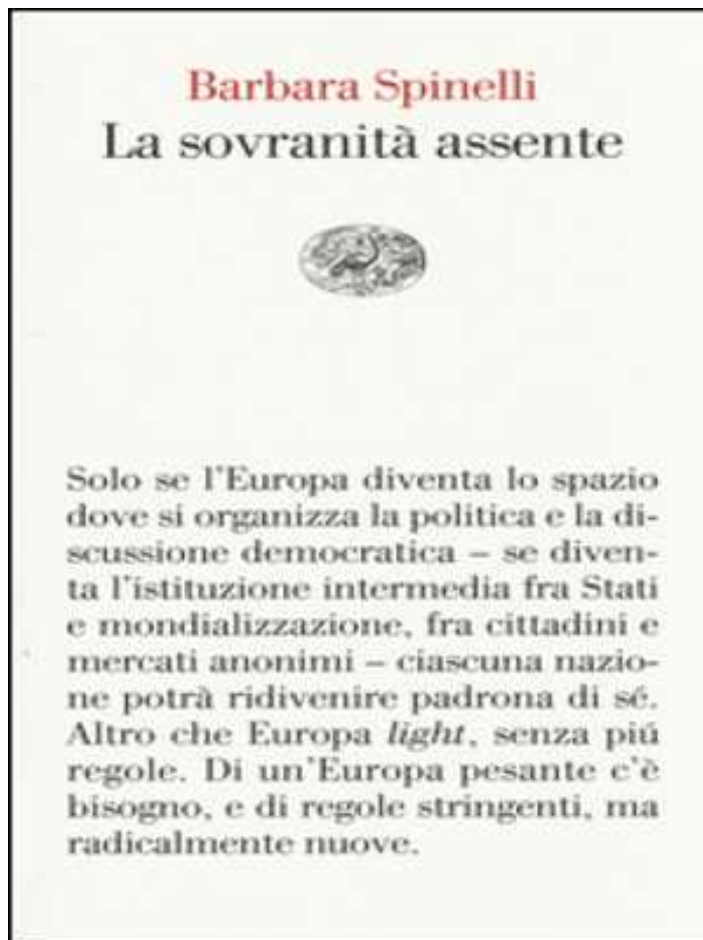 Barbara Spinelli
La sovranità assente
Solo se l'Europa diventa lo spazio
dove si organizza la politica e la di-
scussione democratica – se diven-
ta l'istituzione intermedia fra Stati
e mondializzazione, fra cittadini e
mercati anonimi – ciascuna nazio-
ne potrà ridivenire padrona di sé.
Altro che Europa light, senza piú
regole. Di un'Europa pesante c'è
bisogno, e di regole stringenti, ma
radicalmente nuove.